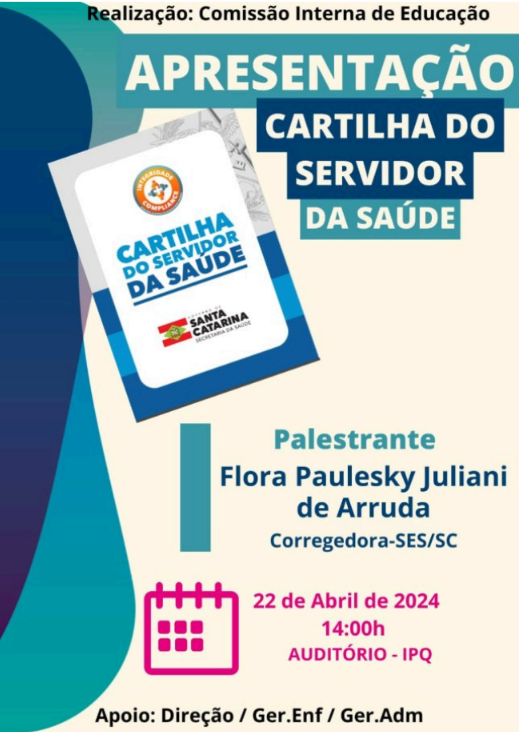 Realização: Comissão Interna de Educação
APRESENTAÇÃO
CARTILHA DO
SERVIDOR
DA SAÚDE
INTEGRIDADE
COMPLIANCE
CARTILHA
DO SERVIDOR
DA SAÚDE
GOVERNO DE
SANTA
CATARINA
SECRETARIA DA SAÚDE
Palestrante
Flora Paulesky Juliani
de Arruda
Corregedora-SES/SC
22 de Abril de 2024
14:00h
AUDITÓRIO - IPQ
Apoio: Direção / Ger.Enf / Ger.Adm